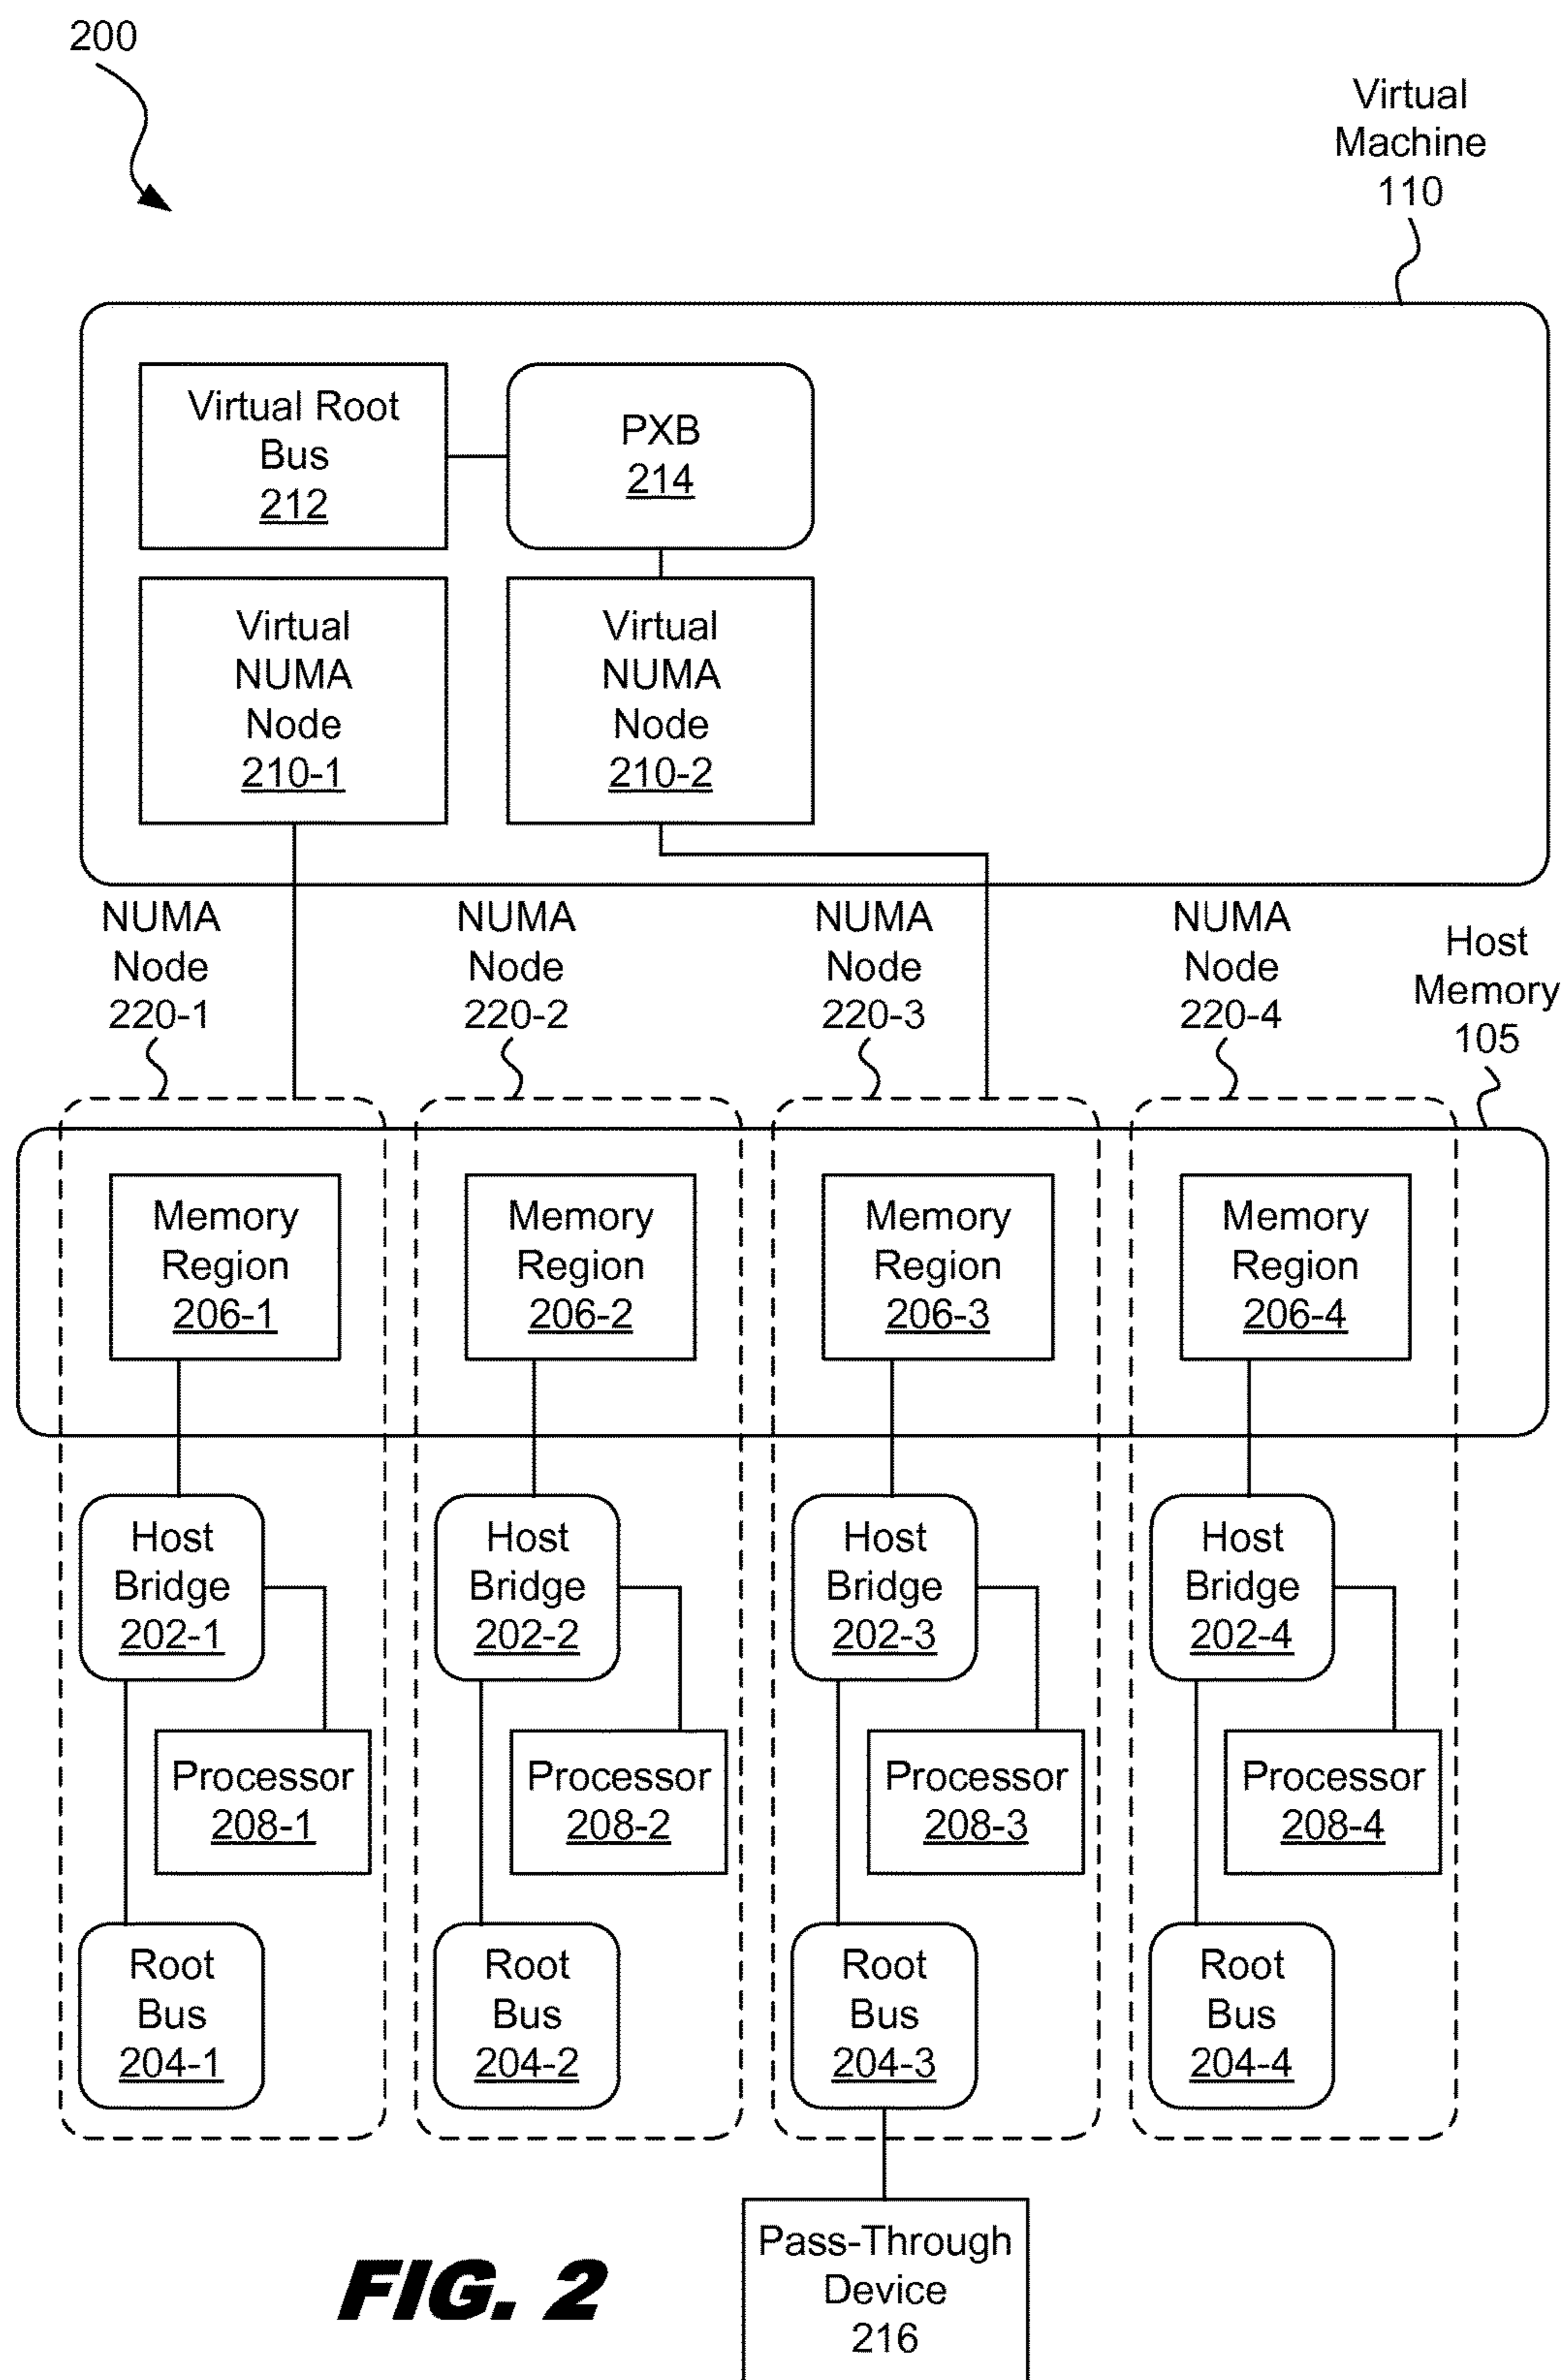 200
Virtual
Machine
110
Virtual Root
Bus
212
PXB
214
Virtual
NUMA
Node
210-1
Virtual
NUMA
Node
210-2
NUMA
Node
220-1
NUMA
Node
220-2
NUMA
Node
220-3
NUMA
Node
220-4
Host
Memory
105
Memory
Region
206-1
Memory
Region
206-2
Memory
Region
206-3
Memory
Region
206-4
Host
Bridge
202-1
Host
Bridge
202-2
Host
Bridge
202-3
Host
Bridge
202-4
Processor
208-1
Processor
208-2
Processor
208-3
Processor
208-4
Root
Bus
204-1
Root
Bus
204-2
Root
Bus
204-3
Root
Bus
204-4
Pass-Through
Device
216
FIG. 2